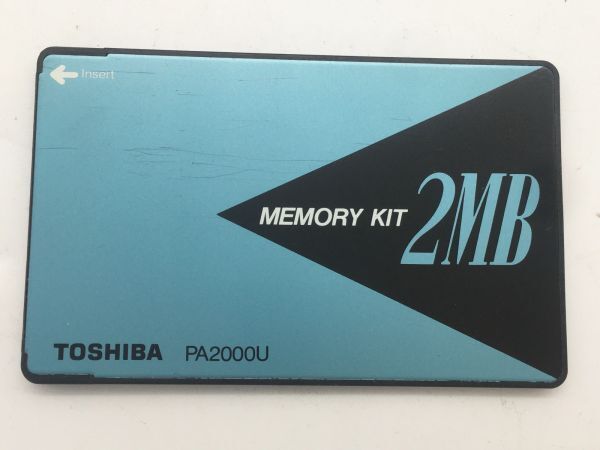 Insert
MEMORY KIT 2MB
TOSHIBA PA2000U